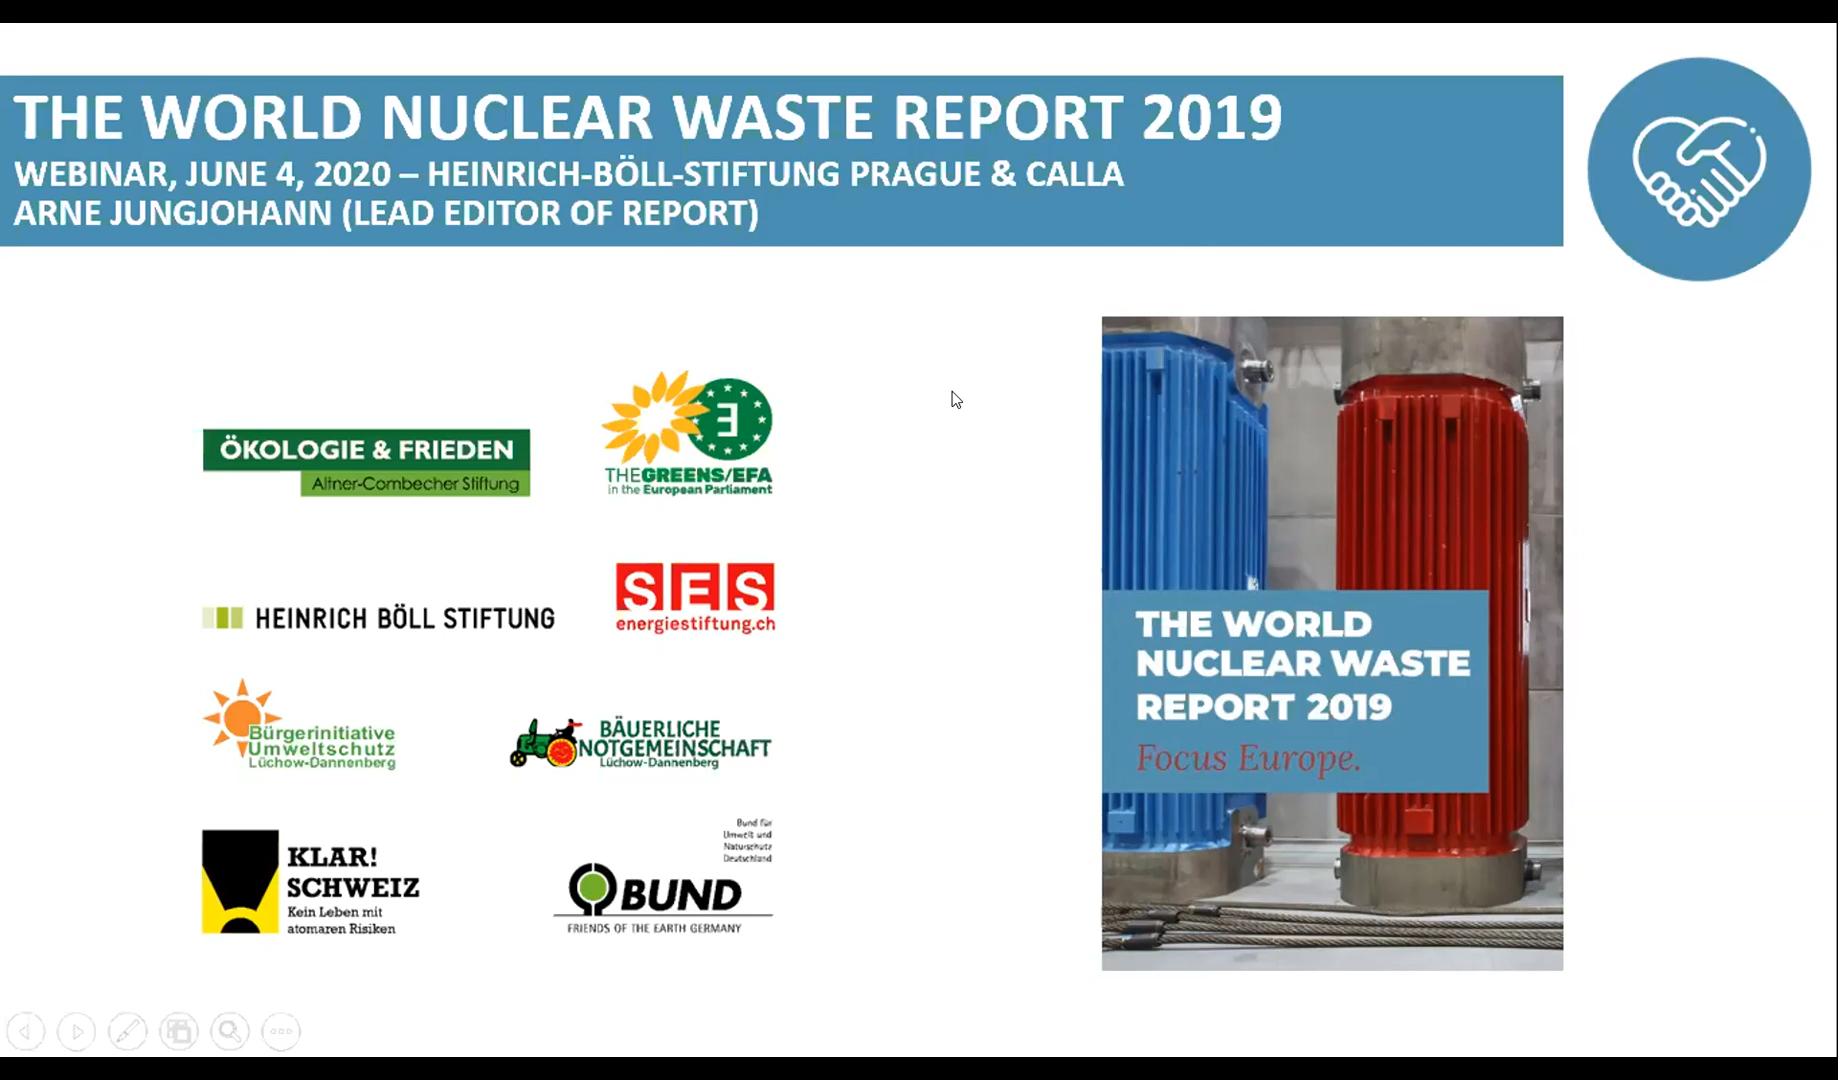 THE WORLD NUCLEAR WASTE REPORT 2019
WEBINAR, JUNE 4, 2020 – HEINRICH-BÖLL-STIFTUNG PRAGUE & CALLA
ARNE JUNGJOHANN (LEAD EDITOR OF REPORT)
ÖKOLOGIE & FRIEDEN
Altner-Combecher Stiftung
THE GREENS/EFA
in the European Parliament
HEINRICH BÖLL STIFTUNG
SES
energiestiftung.ch
Bürgerinitiative
Umweltschutz
Lüchow-Dannenberg
BÄUERLICHE
NOTGEMEINSCHAFT
Lüchow-Dannenberg
KLAR!
SCHWEIZ
Kein Leben mit
atomaren Risiken
Bund für
Umwelt und
Naturschutz
Deutschland
BUND
FRIENDS OF THE EARTH GERMANY
THE WORLD
NUCLEAR WASTE
REPORT 2019
Focus Europe.